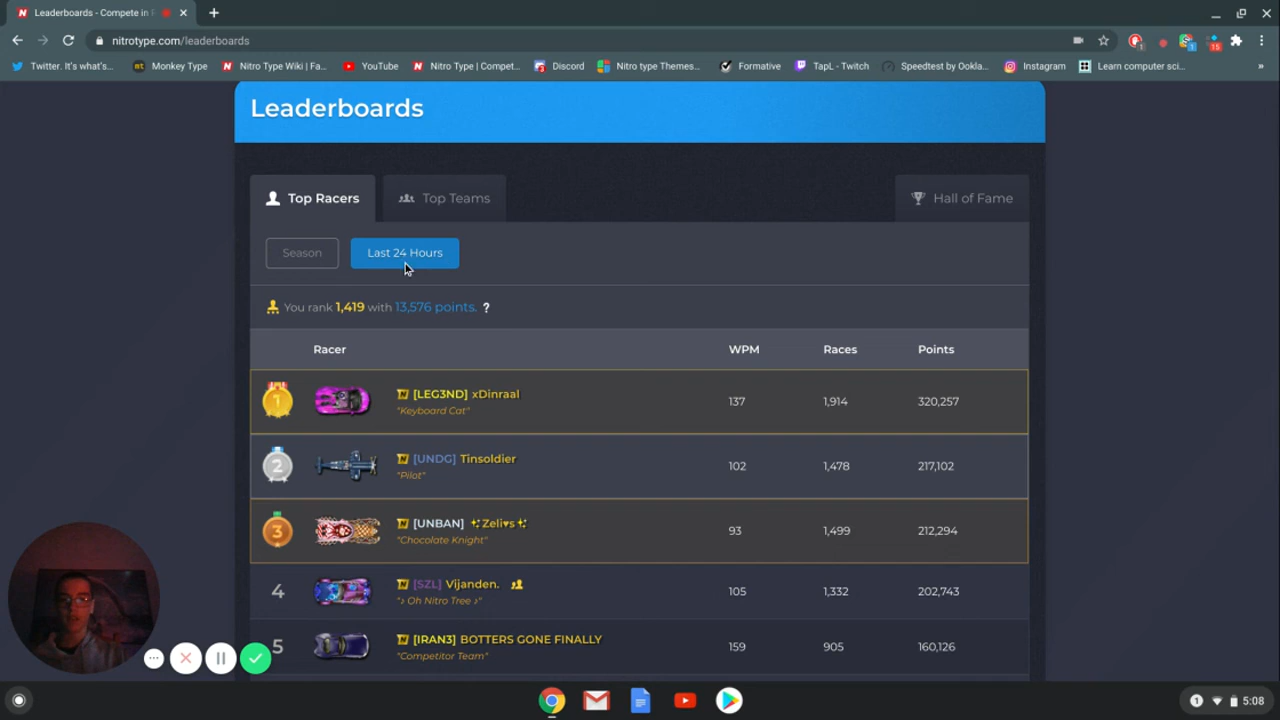 Leaderboards - Compete in F
nitrotype.com/leaderboards
1
1
15
Twitter. It's what's...
Monkey Type
Nitro Type Wiki | Fa...
YouTube
Nitro Type | Compet...
Discord
Nitro type Themes...
Formative
TapL - Twitch
Speedtest by Ookla...
Instagram
Learn computer sci...
»
Leaderboards
Top Racers
Top Teams
Hall of Fame
Season
Last 24 Hours
You rank 1,419 with 13,576 points. ?
Racer WPM Races Points
1 [LEG3ND] xDinraal 137 1,914 320,257
"Keyboard Cat"
2 [UNDG] Tinsoldier 102 1,478 217,102
"Pilot"
3 [UNBAN] ✨Zeli♥s✨ 93 1,499 212,294
"Chocolate Knight"
4 [SZL] Vijanden. 105 1,332 202,743
"♪ Oh Nitro Tree ♪"
5 [IRAN3] BOTTERS GONE FINALLY 159 905 160,126
"Competitor Team"
1 5:08